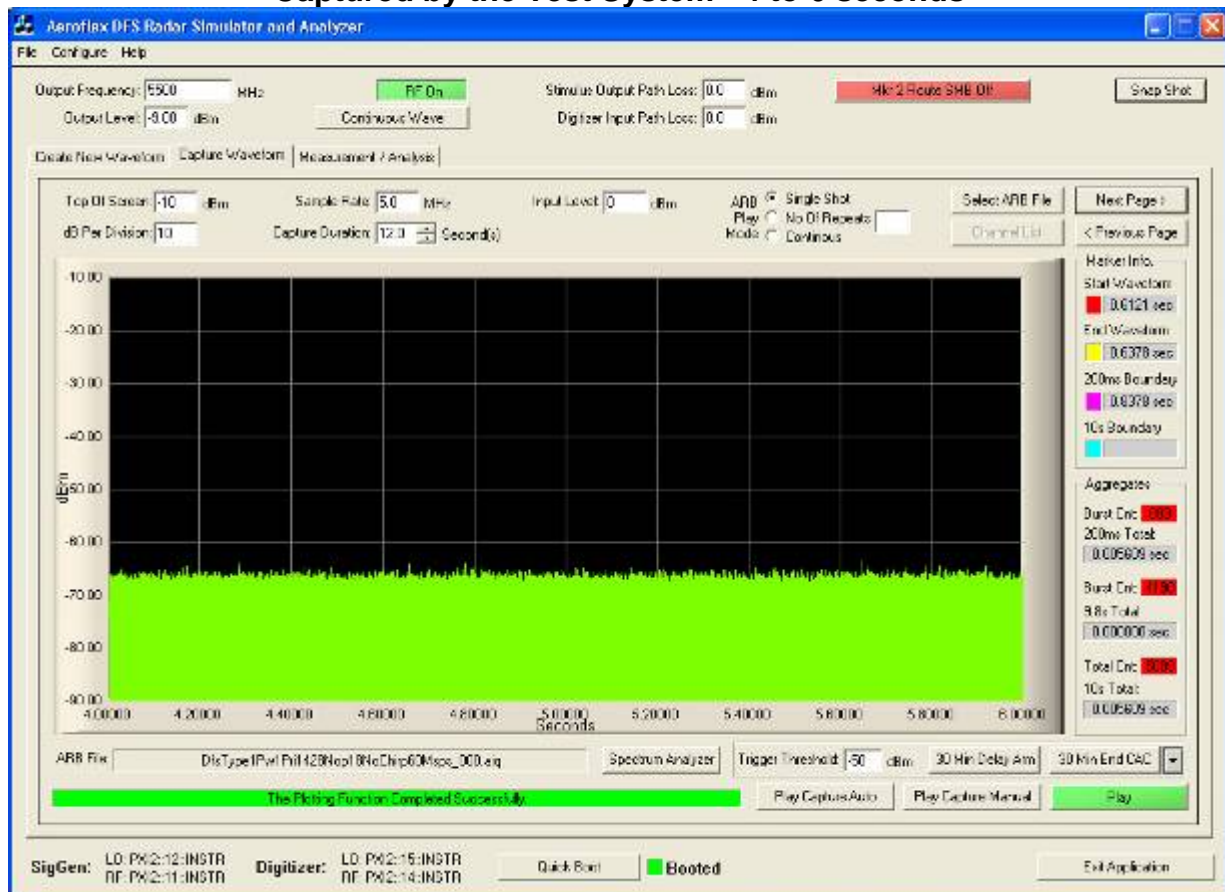 Captured by the Test System - 4 to 6 Seconds
Aeroflex DFS Radar Simulator and Analyzer
File Configure Help
Output Frequency: 5500 MHz
RF On
Stimulus Output Path Loss: 0.0 dBm
Mkr 2 Route SMB Off
Snap Shot
Output Level: -9.00 dBm
Continuous Wave
Digitizer Input Path Loss: 0.0 dBm
Create New Waveform Capture Waveform Measurement / Analysis
Top Of Screen: -10 dBm
Sample Rate: 5.0 MHz
Input Level: 0 dBm
ARB Play Mode:
Single Shot
No Of Repeats
Continous
Select ARB File
Next Page >
dB Per Division: 10
Capture Duration: 12.0 Second(s)
Channel List
< Previous Page
Marker Info.
Start Waveform
0.6121 sec
End Waveform
0.6378 sec
200ms Boundary
0.8378 sec
10s Boundary
Aggregates
Burst Cnt:
200ms Total:
0.005609 sec
Burst Cnt:
9.8s Total
0.000000 sec
Total Cnt:
10s Total:
0.005609 sec
-10.00
-20.00
-30.00
-40.00
-50.00
-60.00
-70.00
-80.00
-90.00
dBm
4.00000 4.20000 4.40000 4.60000 4.80000 5.00000 5.20000 5.40000 5.60000 5.80000 6.00000
Seconds
ARB File:
Spectrum Analyzer
Trigger Threshold: -50 dBm
30 Min Delay Arm
30 Min End CAC
The Plotting Function Completed Successfully.
Play Capture Auto
Play Capture Manual
Play
SigGen: LO: PXI2::12::INSTR
RF: PXI2::11::INSTR
Digitizer: LO: PXI2::15::INSTR
RF: PXI2::14::INSTR
Quick Boot
Booted
Exit Application